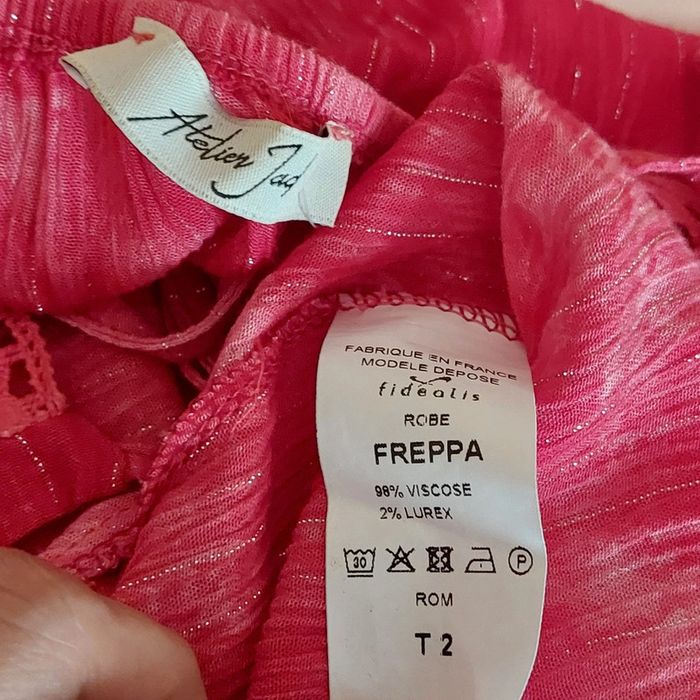 Atelier Jad
FABRIQUE EN FRANCE
MODELE DEPOSE
fidealis
ROBE
FREPPA
98% VISCOSE
2% LUREX
30
P
ROM
T 2